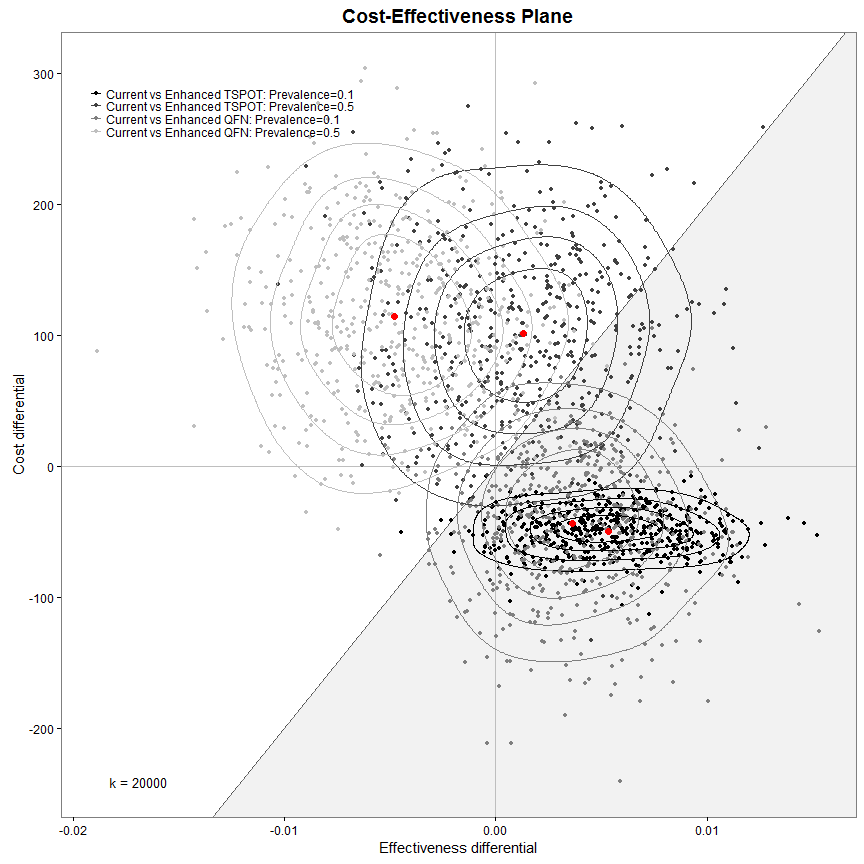 Cost-Effectiveness Plane
300
Current vs Enhanced TSPOT: Prevalence=0.1
Current vs Enhanced TSPOT: Prevalence=0.5
Current vs Enhanced QFN: Prevalence=0.1
Current vs Enhanced QFN: Prevalence=0.5
200
100
Cost differential
0
-100
-200
k = 20000
-0.02
-0.01
0.00
0.01
Effectiveness differential